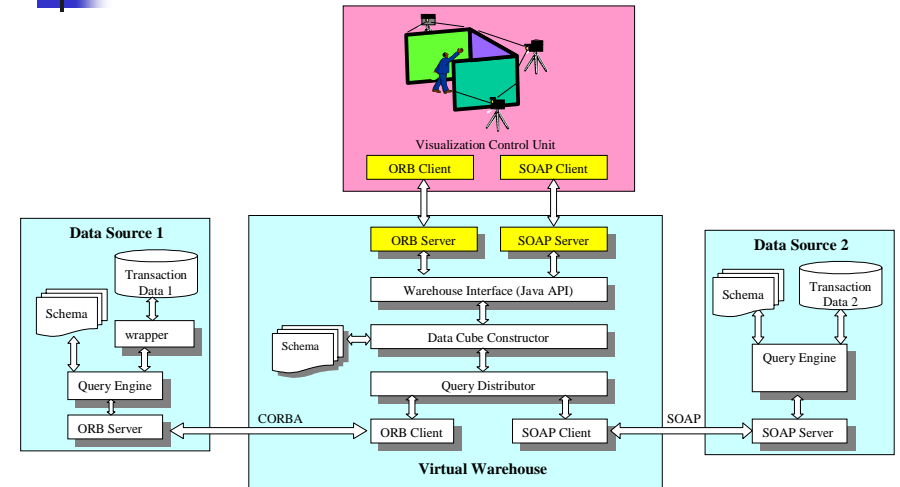 Visualization Control Unit
ORB Client
SOAP Client
Data Source 1
Transaction
Data 1
Schema
wrapper
Query Engine
ORB Server
CORBA
ORB Server
SOAP Server
Warehouse Interface (Java API)
Schema
Data Cube Constructor
Query Distributor
ORB Client
SOAP Client
Virtual Warehouse
SOAP
Data Source 2
Schema
Transaction
Data 2
Query Engine
SOAP Server